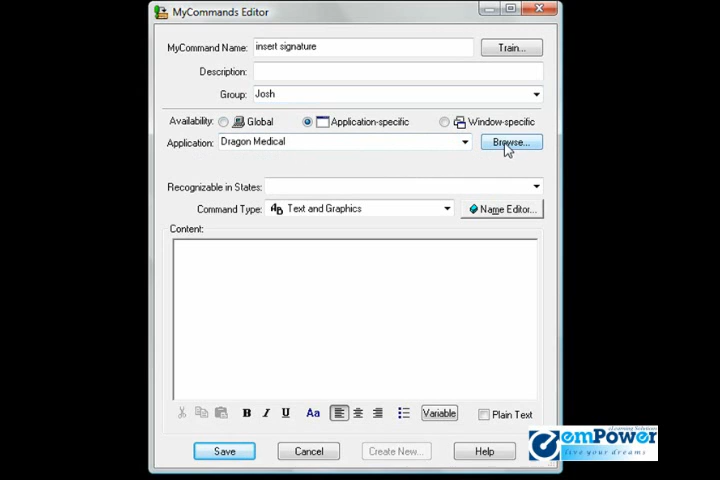 MyCommands Editor
MyCommand Name: insert signature Train...
Description:
Group: Josh
Availability: Global Application-specific Window-specific
Application: Dragon Medical Browse...
Recognizable in States:
Command Type: AB Text and Graphics Name Editor...
Content:
B I U Aa Variable Plain Text
Save Cancel Create New... Help
eLearning Solutions
emPower
live your dreams